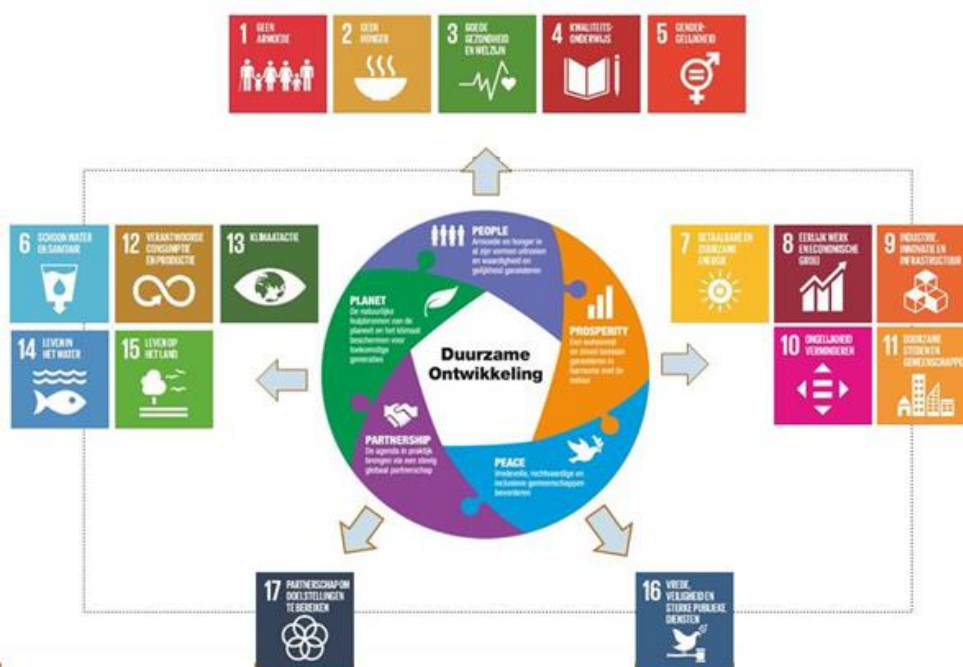 1 GEEN
ARMOEDE
2 GEEN
HONGER
3 GOEDE
GEZONDHEID
EN WELZIJN
4 KWALITEITS-
ONDERWIJS
5 GENDER-
GELIJKHEID
6 SCHOON WATER
EN SANITAIR
12 VERANTWOORDE
CONSUMPTIE
EN PRODUCTIE
13 KLIMAATACTIE
14 LEVEN IN
HET WATER
15 LEVEN OP
HET LAND
PEOPLE
Armoede en honger in
al zijn vormen uitroeien
en waardigheid en
gelijkheid garanderen
PLANET
De natuurlijke
hulpbronnen van de
planeet en het klimaat
beschermen voor
toekomstige
generaties
Duurzame
Ontwikkeling
PROSPERITY
Een welvarend
en zinvol bestaan
garanderen in
harmonie met de
natuur
PARTNERSHIP
De agenda in praktijk
brengen via een stevig
globaal partnerschap
PEACE
Vredevolle, rechtvaardige en
inclusieve gemeenschappen
bevorderen
7 BETAALBARE EN
DUURZAME
ENERGIE
8 EERLIJK WERK
EN ECONOMISCHE
GROEI
9 INDUSTRIE,
INNOVATIE EN
INFRASTRUCTUUR
10 ONGELIJKHEID
VERMINDEREN
11 DUURZAME
STEDEN EN
GEMEENSCHAPPE
17 PARTNERSCHAP OM
DOELSTELLINGEN
TE BEREIKEN
16 VREDE,
VEILIGHEID EN
STERKE PUBLIEKE
DIENSTEN